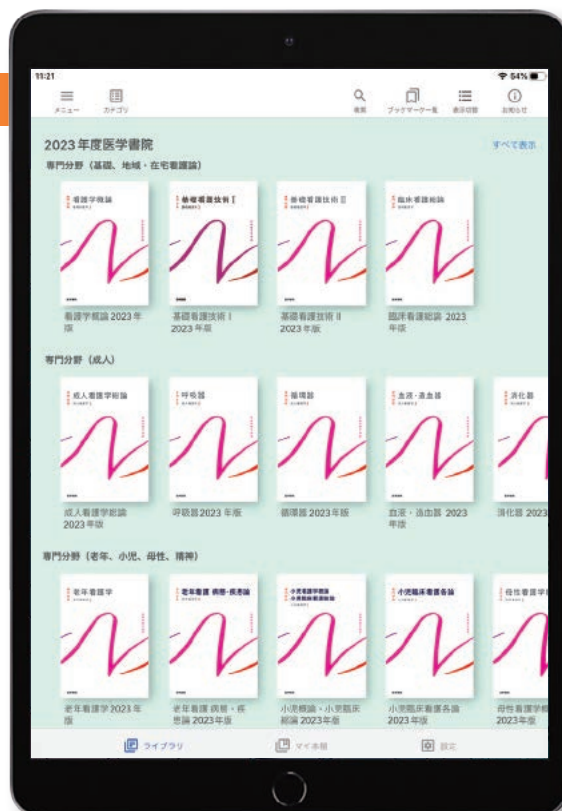 11:21
54%
メニュー
カテゴリ
検索
ブックマーク一覧
表示切替
お知らせ
2023年度医学書院
すべて表示
専門分野（基礎、地域・在宅看護論）
看護学概論
基礎看護技術 I
基礎看護技術 II
臨床看護総論
看護学概論 2023年
版
基礎看護技術 I
2023年版
基礎看護技術 II
2023年版
臨床看護総論 2023
年版
専門分野（成人）
成人看護学総論
呼吸器
循環器
血液・造血器
消化器
成人看護学総論
2023年版
呼吸器 2023 年版
循環器 2023年版
血液・造血器 2023
年版
消化器 2023
専門分野（老年、小児、母性、精神）
老年看護学
老年看護 病態・疾患論
小児看護学概論
小児臨床看護総論
小児臨床看護各論
母性看護学
老年看護学 2023 年
版
老年看護 病態・疾
患論 2023年版
小児概論・小児臨床
総論 2023年版
小児臨床看護各論
2023年版
母性看護学概
2023年版
ライブラリ
マイ本棚
設定